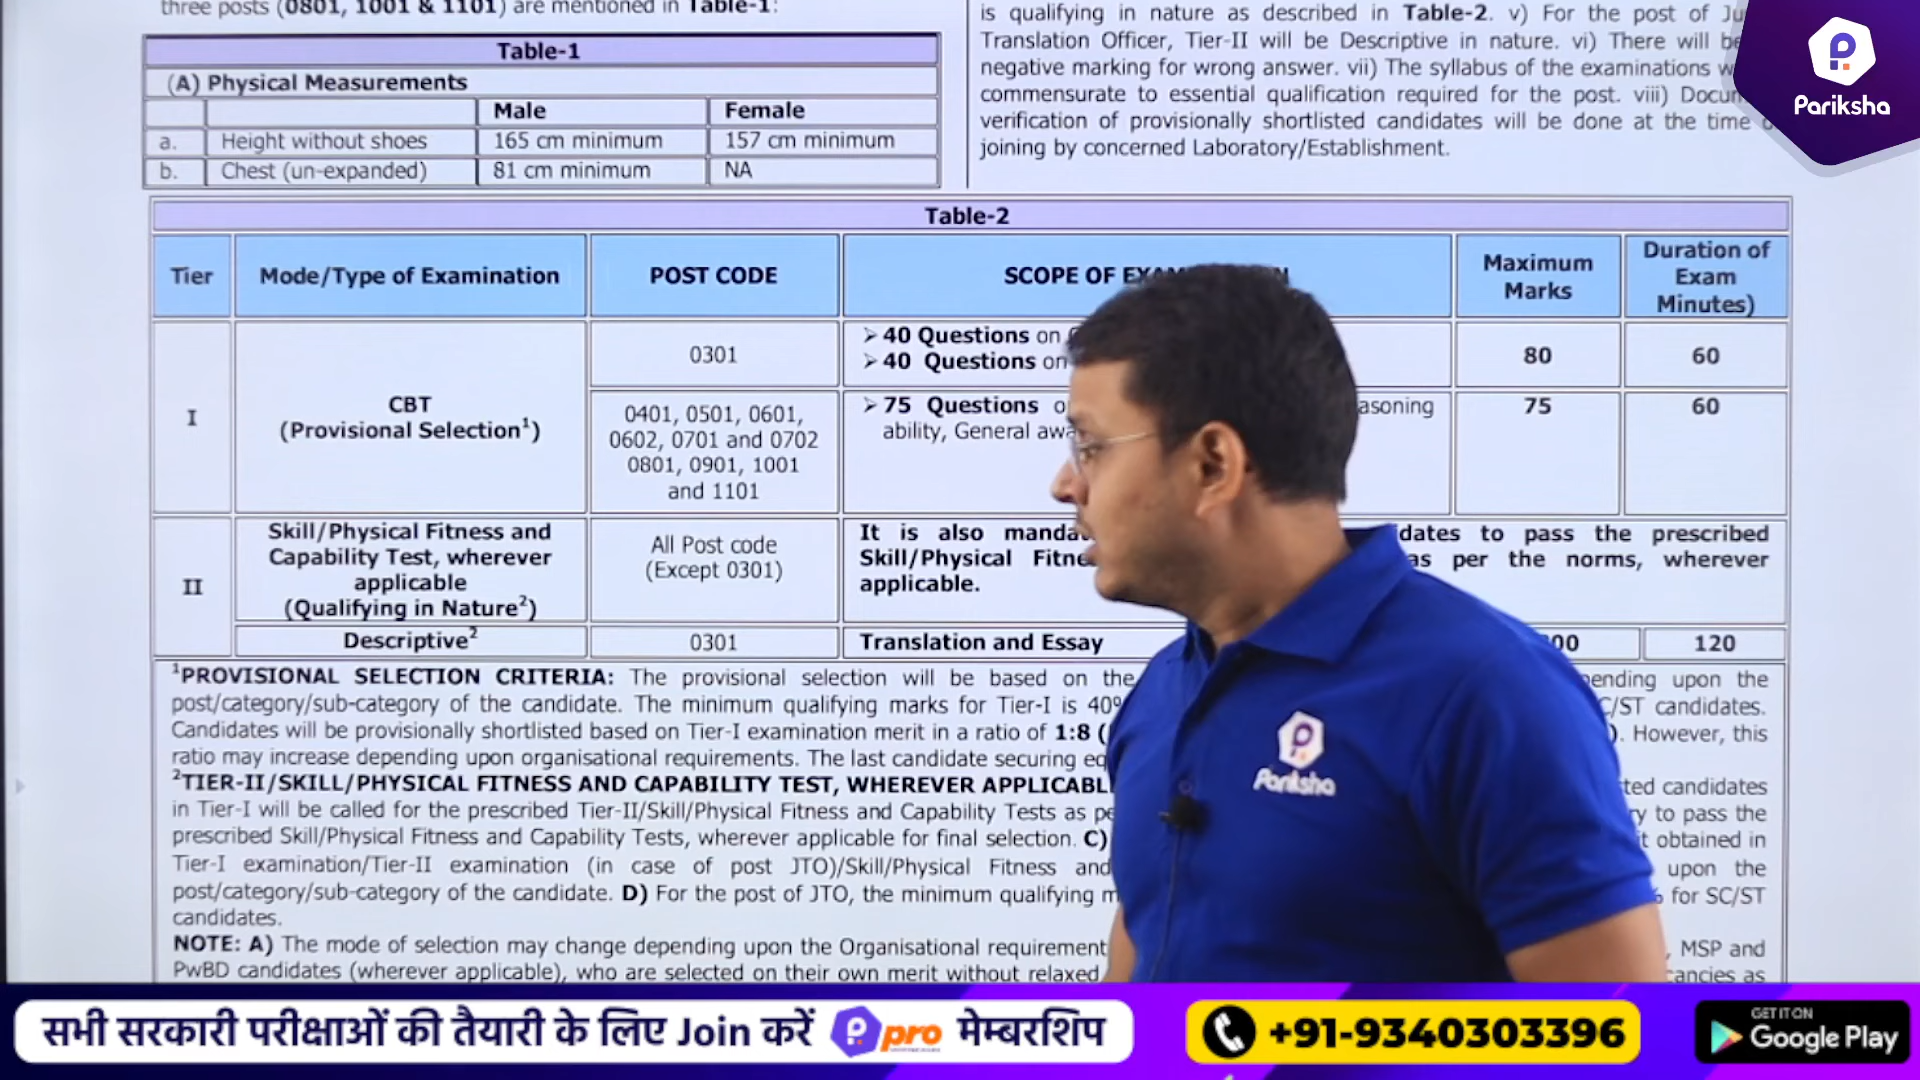 three posts (0801, 1001 & 1101) are mentioned in Table-1:
Table-1
(A) Physical Measurements
Male Female
a. Height without shoes 165 cm minimum 157 cm minimum
b. Chest (un-expanded) 81 cm minimum NA
is qualifying in nature as described in Table-2. v) For the post of
Translation Officer, Tier-II will be Descriptive in nature. vi) There will
negative marking for wrong answer. vii) The syllabus of the examinations
commensurate to essential qualification required for the post. viii)
verification of provisionally shortlisted candidates will be done at the time
joining by concerned Laboratory/Establishment.
Pariksha
Table-2
Tier Mode/Type of Examination POST CODE SCOPE OF Maximum Marks Duration of Exam Minutes)
I CBT (Provisional Selection¹)
0301 ➢ 40 Questions on
➢ 40 Questions on
80 60
0401, 0501, 0601,
0602, 0701 and 0702
0801, 0901, 1001
and 1101
➢ 75 Questions
ability, General
75 60
II Skill/Physical Fitness and
Capability Test, wherever
applicable
(Qualifying in Nature²)
All Post code
(Except 0301)
It is also to pass the prescribed
Skill/Physical as per the norms, wherever
applicable.
Descriptive² 0301 Translation and Essay 120
¹PROVISIONAL SELECTION CRITERIA: The provisional selection will be based on the upon the
post/category/sub-category of the candidate. The minimum qualifying marks for Tier-I is candidates.
Candidates will be provisionally shortlisted based on Tier-I examination merit in a ratio of 1:8 ( ). However, this
ratio may increase depending upon organisational requirements. The last candidate securing
²TIER-II/SKILL/PHYSICAL FITNESS AND CAPABILITY TEST, WHEREVER candidates
in Tier-I will be called for the prescribed Tier-II/Skill/Physical Fitness and Capability Tests as to pass the
prescribed Skill/Physical Fitness and Capability Tests, wherever applicable for final selection. C) obtained in
Tier-I examination/Tier-II examination (in case of post JTO)/Skill/Physical Fitness and upon the
post/category/sub-category of the candidate. D) For the post of JTO, the minimum qualifying for SC/ST
candidates.
NOTE: A) The mode of selection may change depending upon the Organisational MSP and
PwBD candidates (wherever applicable), who are selected on their own merit without relaxed as
Pariksha
सभी सरकारी परीक्षाओं की तैयारी के लिए Join करें pro मेम्बरशिप
+91-9340303396
GET IT ON
Google Play